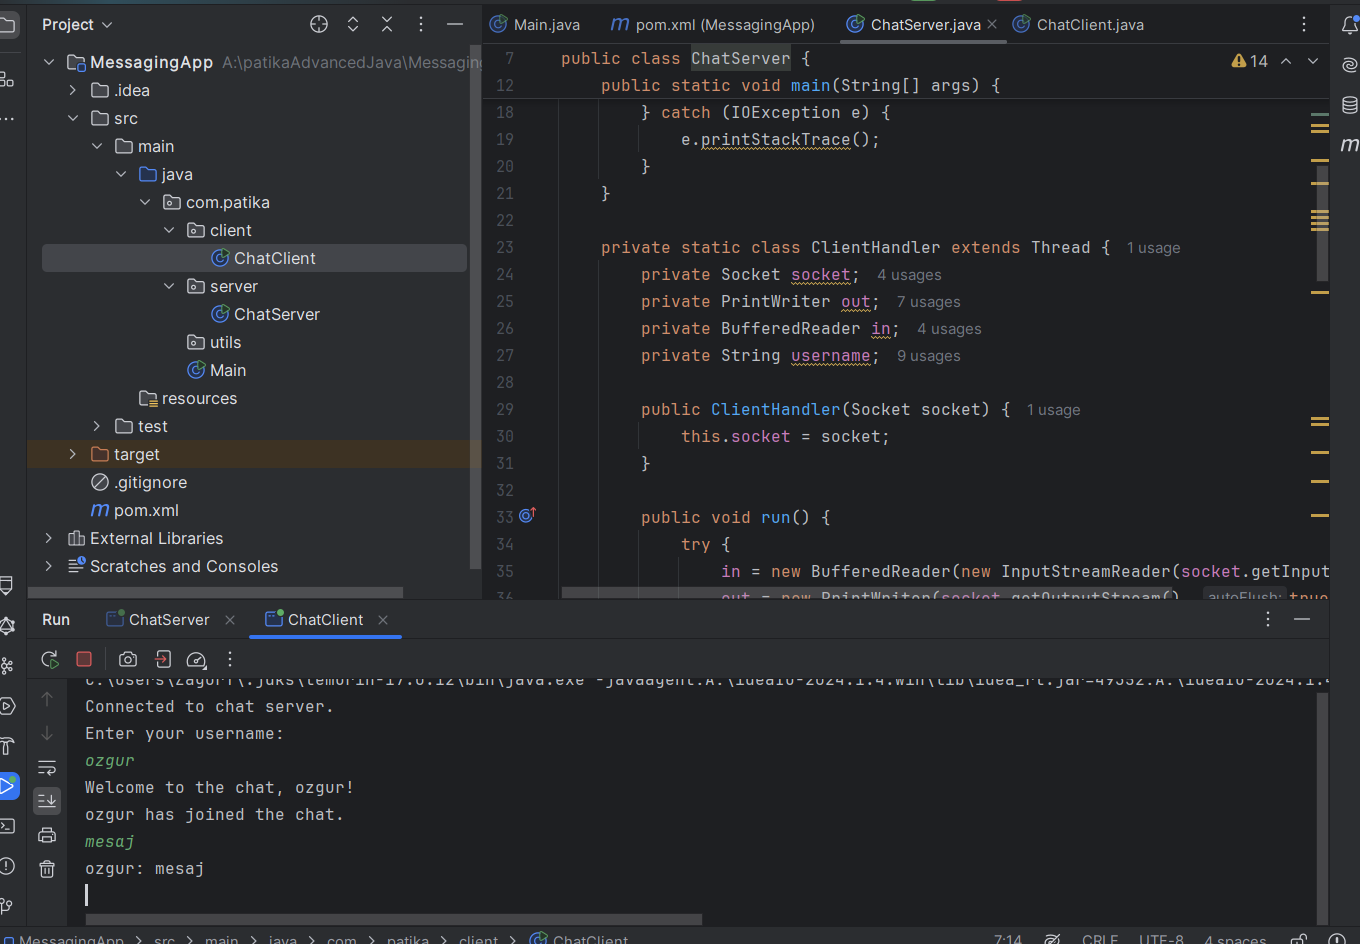 Project
MessagingApp A:\patikaAdvancedJava\Messaging
.idea
src
main
java
com.patika
client
ChatClient
server
ChatServer
utils
Main
resources
test
target
.gitignore
pom.xml
External Libraries
Scratches and Consoles
Main.java pom.xml (MessagingApp) ChatServer.java ChatClient.java
14
7 public class ChatServer {
12 public static void main(String[] args) {
18 } catch (IOException e) {
19 e.printStackTrace();
20 }
21 }
22
23 private static class ClientHandler extends Thread { 1 usage
24 private Socket socket; 4 usages
25 private PrintWriter out; 7 usages
26 private BufferedReader in; 4 usages
27 private String username; 9 usages
28
29 public ClientHandler(Socket socket) { 1 usage
30 this.socket = socket;
31 }
32
33 public void run() {
34 try {
35 in = new BufferedReader(new InputStreamReader(socket.getInput
36 out = new PrintWriter(socket.getOutputStream(), autoFlush: true
Run ChatServer ChatClient
Connected to chat server.
Enter your username:
ozgur
Welcome to the chat, ozgur!
ozgur has joined the chat.
mesaj
ozgur: mesaj
MessagingApp > src > main > java > com > patika > client > ChatClient
7:14 CRLF UTF-8 4 spaces